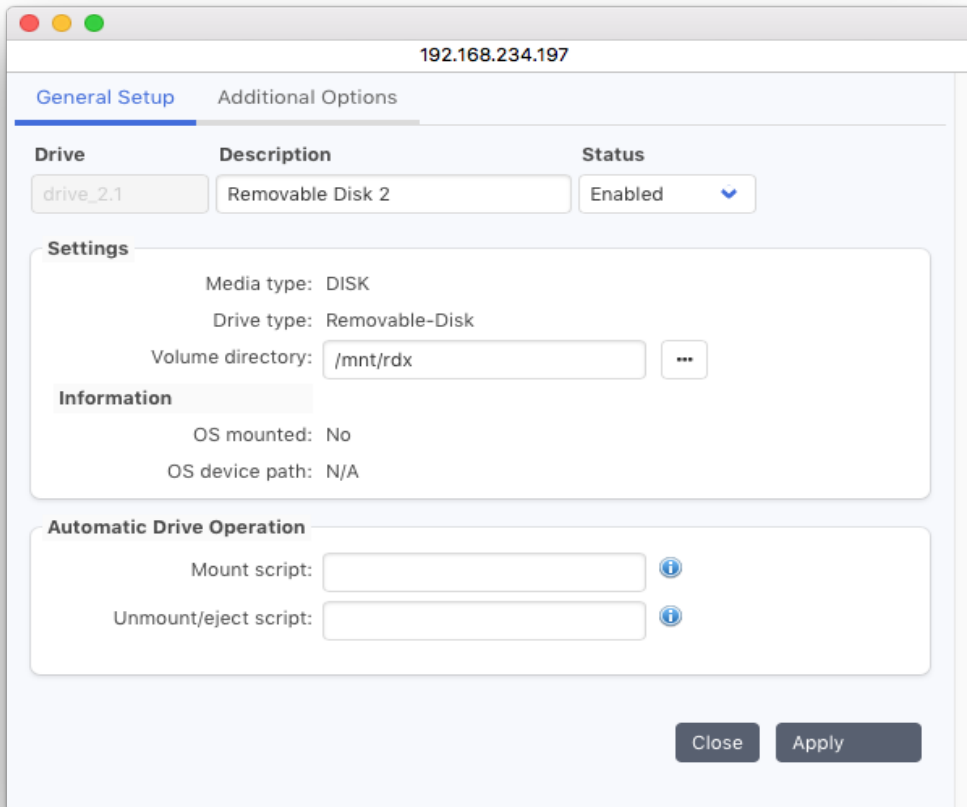 192.168.234.197
General Setup Additional Options
Drive Description Status
drive_2.1 Removable Disk 2 Enabled
Settings
Media type: DISK
Drive type: Removable-Disk
Volume directory: /mnt/rdx ...
Information
OS mounted: No
OS device path: N/A
Automatic Drive Operation
Mount script:
Unmount/eject script:
Close Apply